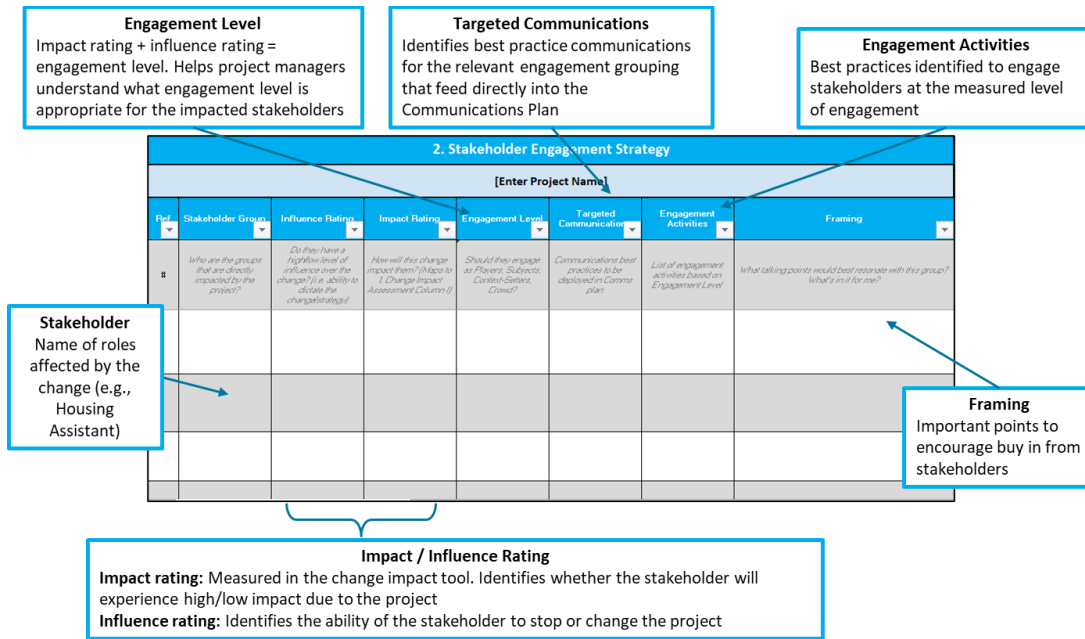 Engagement Level
Impact rating + influence rating =
engagement level. Helps project managers
understand what engagement level is
appropriate for the impacted stakeholders
Targeted Communications
Identifies best practice communications
for the relevant engagement grouping
that feed directly into the
Communications Plan
Engagement Activities
Best practices identified to engage
stakeholders at the measured level
of engagement
2. Stakeholder Engagement Strategy
[Enter Project Name]
Ref
Stakeholder Group
Influence Rating
Impact Rating
Engagement Level
Targeted
Communication
Engagement
Activities
Framing
#
Who are the groups
that are directly
impacted by the
project?
Do they have a
high/low level of
influence over the
change? (i.e. ability to
dictate the
change/strategy)
How will this change
impact them? (Maps to
1. Change Impact
Assessment Column I)
Should they engage
as Players, Subjects,
Context-Setters,
Crowd?
Communications best
practices to be
deployed in Comms
plan
List of engagement
activities based on
Engagement Level
What talking points would best resonate with this group?
What's in it for me?
Stakeholder
Name of roles
affected by the
change (e.g.,
Housing
Assistant)
Framing
Important points to
encourage buy in from
stakeholders
Impact / Influence Rating
Impact rating: Measured in the change impact tool. Identifies whether the stakeholder will
experience high/low impact due to the project
Influence rating: Identifies the ability of the stakeholder to stop or change the project